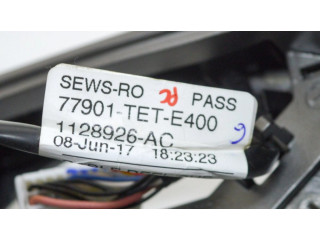 SEWS-RO PASS
77901-TET-E400
1128926-AC
08-Jun-17 18:23:23